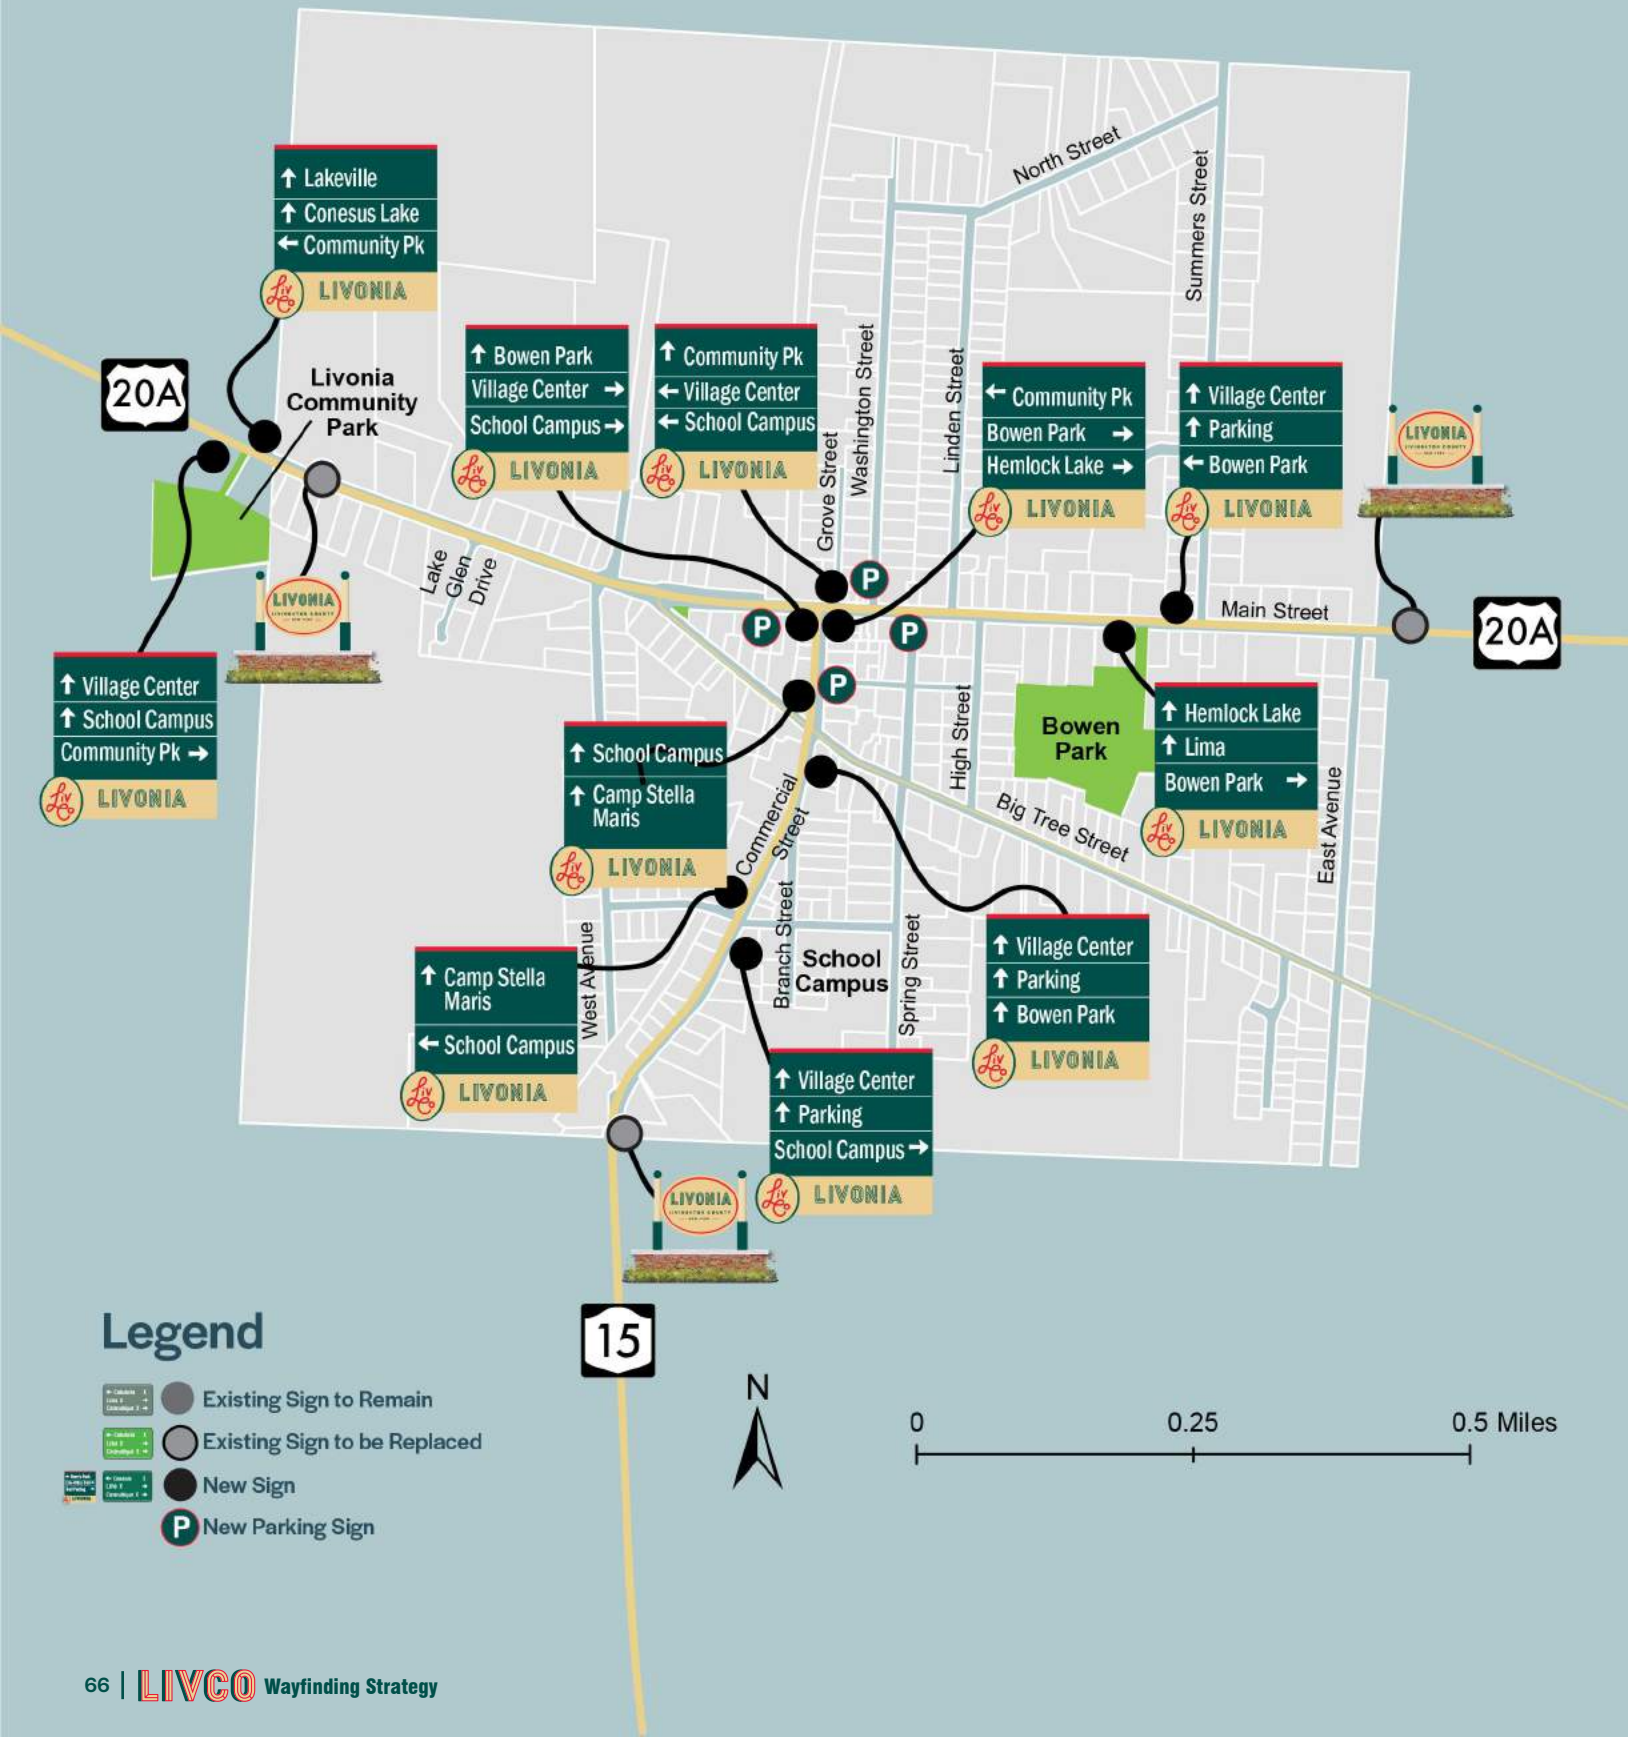 North Street
Summers Street
↑ Lakeville
↑ Conesus Lake
← Community Pk
LIVONIA
20A
Livonia
Community
Park
↑ Bowen Park
Village Center →
School Campus →
LIVONIA
↑ Community Pk
← Village Center
← School Campus
LIVONIA
Grove Street
Washington Street
Linden Street
← Community Pk
Bowen Park →
Hemlock Lake →
LIVONIA
↑ Village Center
↑ Parking
← Bowen Park
LIVONIA
LIVONIA
LIVINGSTON COUNTY
Lake
Glen
Drive
LIVONIA
LIVINGSTON COUNTY
P
P
P
P
Main Street
20A
↑ Village Center
↑ School Campus
Community Pk →
LIVONIA
↑ School Campus
↑ Camp Stella
Maris
LIVONIA
Commercial
Street
High Street
Bowen
Park
↑ Hemlock Lake
↑ Lima
Bowen Park →
LIVONIA
Big Tree Street
East Avenue
West Avenue
Branch Street
School
Campus
Spring Street
↑ Village Center
↑ Parking
↑ Bowen Park
LIVONIA
↑ Camp Stella
Maris
← School Campus
LIVONIA
↑ Village Center
↑ Parking
School Campus →
LIVONIA
LIVONIA
LIVINGSTON COUNTY
15
Legend
Existing Sign to Remain
Existing Sign to be Replaced
New Sign
P New Parking Sign
N
0 0.25 0.5 Miles
66 | LIVCO Wayfinding Strategy